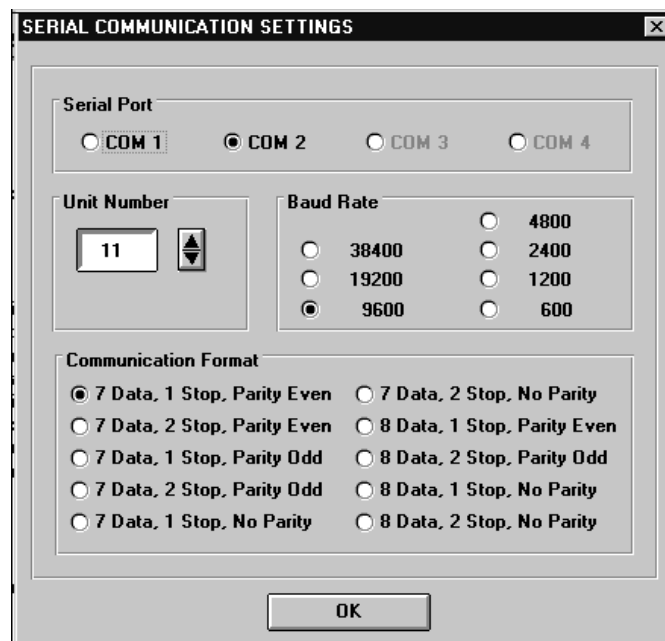 SERIAL COMMUNICATION SETTINGS
Serial Port
COM 1 COM 2 COM 3 COM 4
Unit Number
11
Baud Rate
4800
38400 2400
19200 1200
9600 600
Communication Format
7 Data, 1 Stop, Parity Even 7 Data, 2 Stop, No Parity
7 Data, 2 Stop, Parity Even 8 Data, 1 Stop, Parity Even
7 Data, 1 Stop, Parity Odd 8 Data, 2 Stop, Parity Odd
7 Data, 2 Stop, Parity Odd 8 Data, 1 Stop, No Parity
7 Data, 1 Stop, No Parity 8 Data, 2 Stop, No Parity
OK